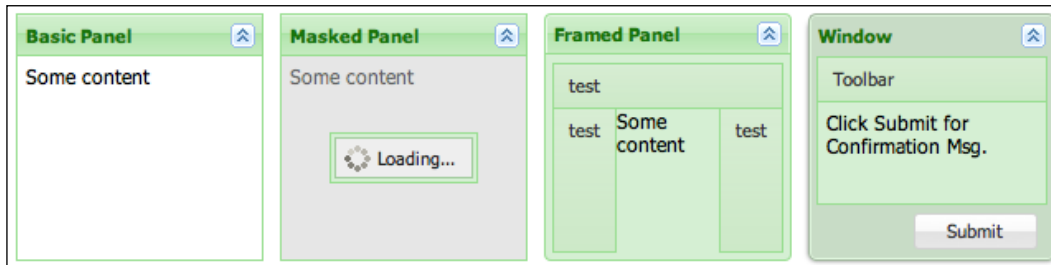 Basic Panel
Some content
Masked Panel
Some content
Loading...
Framed Panel
test
test
Some
content
test
Window
Toolbar
Click Submit for
Confirmation Msg.
Submit